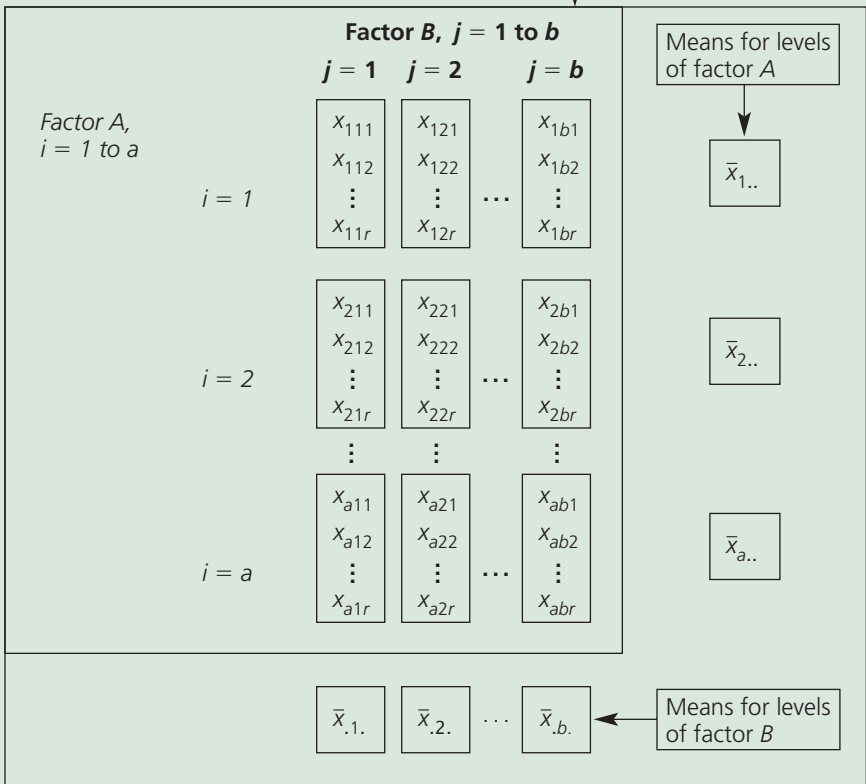 Factor B, j = 1 to b
Means for levels
of factor A
j = 1 j = 2 j = b
Factor A,
i = 1 to a
x₁₁₁ x₁₂₁ x₁b₁
x₁₁₂ x₁₂₂ x₁b₂
⋮ ⋮ ⋮
i = 1 ...
x₁₁r x₁₂r x₁br
x̄₁..
x₂₁₁ x₂₂₁ x₂b₁
x₂₁₂ x₂₂₂ x₂b₂
⋮ ⋮ ⋮
i = 2 ...
x₂₁r x₂₂r x₂br
x̄₂..
⋮ ⋮ ⋮
xa₁₁ xa₂₁ xab₁
xa₁₂ xa₂₂ xab₂
⋮ ⋮ ⋮
i = a ...
xa₁r xa₂r xabr
x̄a..
x̄.₁. x̄.₂. ... x̄.b.
Means for levels
of factor B